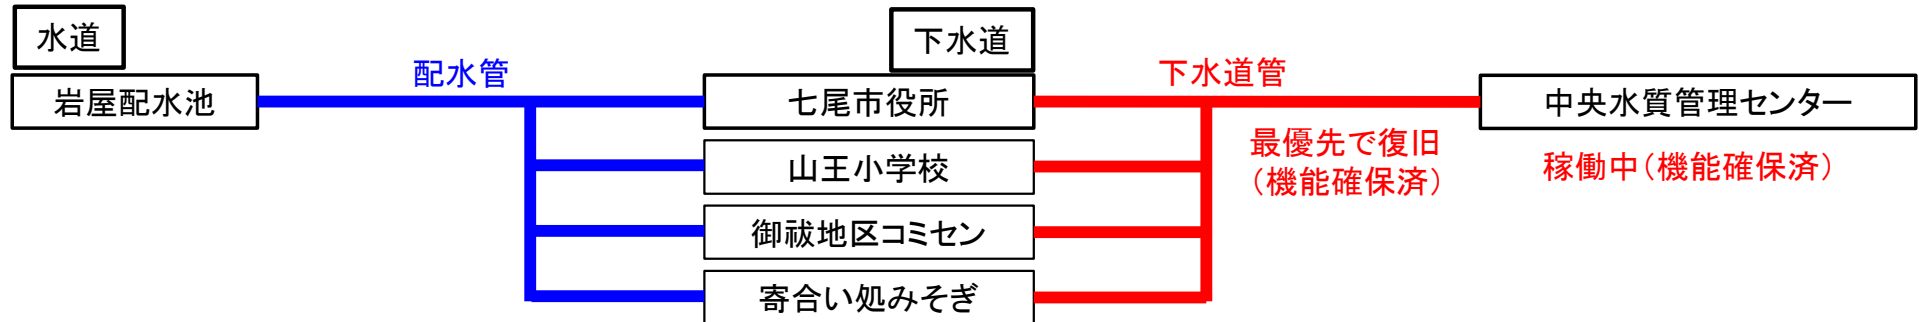 水道
下水道
配水管
下水道管
岩屋配水池
七尾市役所
中央水質管理センター
山王小学校
最優先で復旧
（機能確保済）
稼働中（機能確保済）
御祓地区コミセン
寄合い処みそぎ